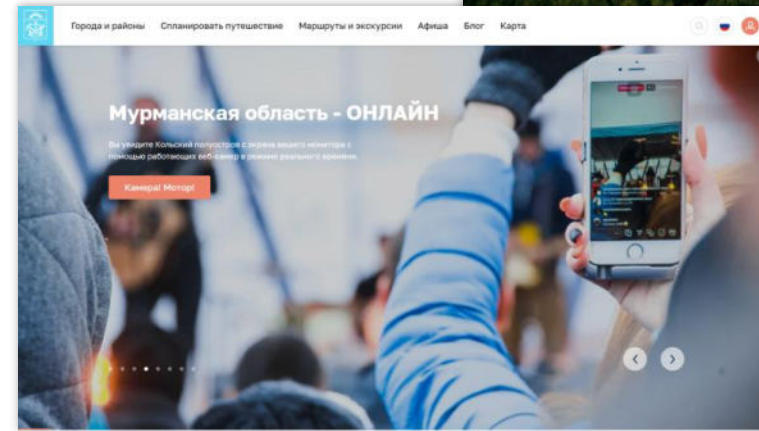 Города и районы Спланировать путешествие Маршруты и экскурсии Афиша Блог Карта
Мурманская область - ОНЛАЙН
Вы увидите Кольский полуостров с экрана вашего монитора с
помощью работающих веб-камер в режиме реального времени.
Камера! Мотор!